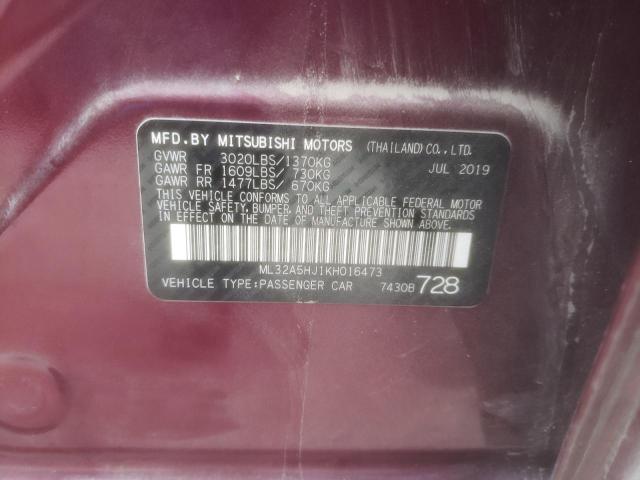 MFD.BY MITSUBISHI MOTORS (THAILAND)CO.,LTD.
GVWR 3020LBS/1370KG JUL 2019
GAWR FR 1609LBS/ 730KG
GAWR RR 1477LBS/ 670KG
THIS VEHICLE CONFORMS TO ALL APPLICABLE FEDERAL MOTOR
VEHICLE SAFETY,BUMPER,AND THEFT PREVENTION STANDARDS
IN EFFECT ON THE DATE OF MANUFACTURE SHOWN ABOVE.
ML32A5HJ1KH016473
VEHICLE TYPE:PASSENGER CAR 7430B 728